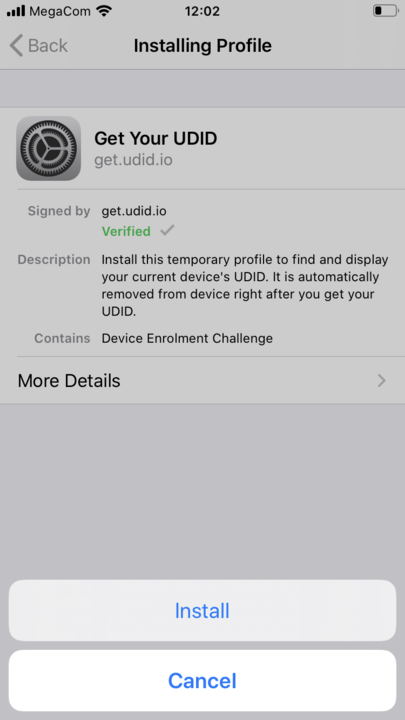 MegaCom 12:02
Back Installing Profile
Get Your UDID
get.udid.io
Signed by get.udid.io
Verified
Description Install this temporary profile to find and display
your current device's UDID. It is automatically
removed from device right after you get your
UDID.
Contains Device Enrolment Challenge
More Details
Install
Cancel